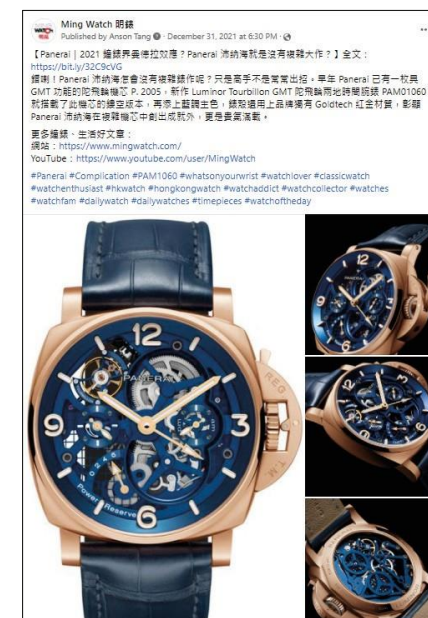 Ming Watch 明錶
Published by Anson Tang · December 31, 2021 at 6:30 PM ·
【Panerai | 2021 鐘錶界曼德拉效應？Panerai 沛納海就是沒有複雜大作？】全文：
https://bit.ly/32C9cVG
錯喇！Panerai 沛納海怎會沒有複雜錶作呢？只是高手不是常常出招。早年 Panerai 已有一枚具
GMT 功能的陀飛輪機芯 P. 2005，新作 Luminor Tourbillon GMT 陀飛輪兩地時間腕錶 PAM01060
就搭載了此機芯的鏤空版本，再添上藍調主色，錶殼選用上品牌獨有 Goldtech 紅金材質，彰顯
Panerai 沛納海在複雜機芯中創出成就外，更是貴氣滿載。
更多鐘錶、生活好文章：
網站：https://www.mingwatch.com/
YouTube：https://www.youtube.com/user/MingWatch
#Panerai #Complication #PAM1060 #whatsonyourwrist #watchlover #classicwatch
#watchenthusiast #hkwatch #hongkongwatch #watchaddict #watchcollector #watches
#watchfam #dailywatch #dailywatches #timepieces #watchoftheday
12
PANERAI
9
3
0 2 4 6
Power Reserve
6
REG
T.M.